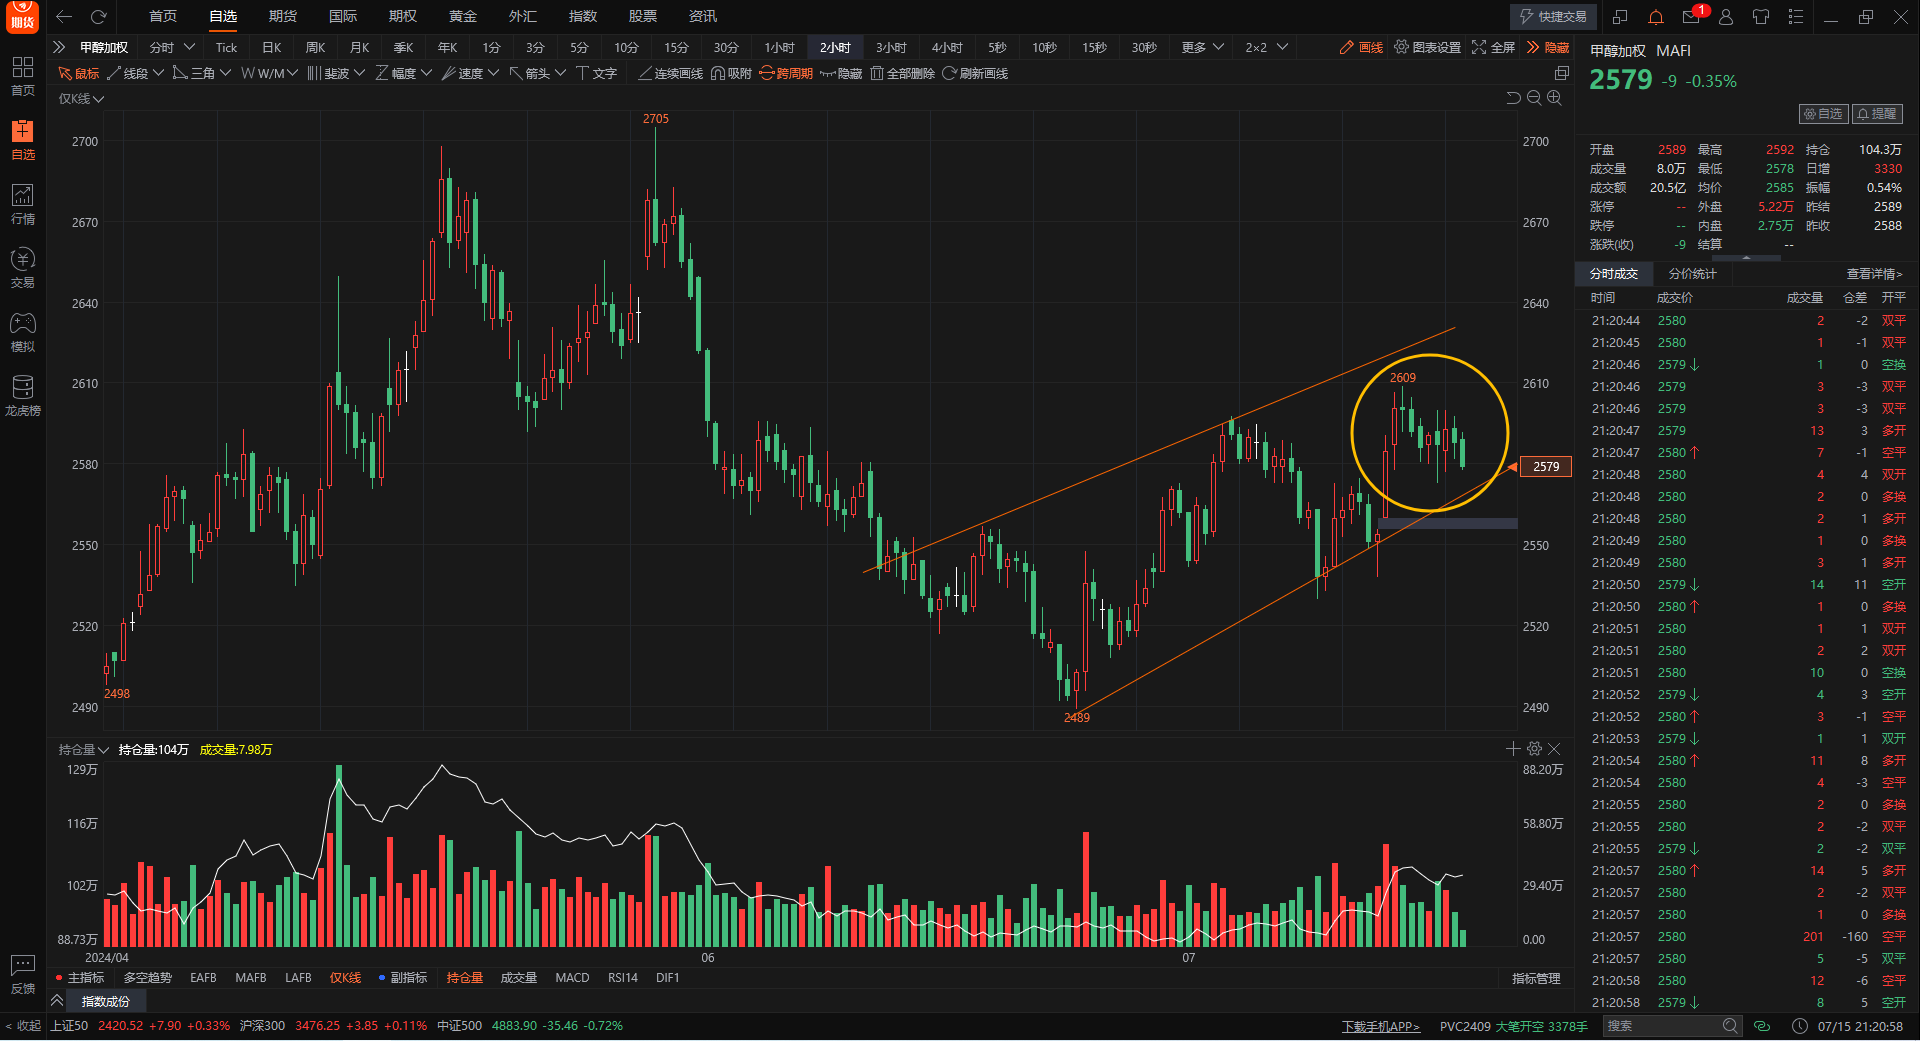 期货
首页 自选 期货 国际 期权 黄金 外汇 指数 股票 资讯
快捷交易 1
甲醇加权 分时 Tick 日K 周K 月K 季K 年K 1分 3分 5分 10分 15分 30分 1小时 2小时 3小时 4小时 5秒 10秒 15秒 30秒 更多 2×2 画线 图表设置 全屏 隐藏
鼠标 线段 三角 W/M 斐波 幅度 速度 箭头 文字 连续画线 吸附 跨周期 隐藏 全部删除 刷新画线
首页
自选
行情
交易
模拟
龙虎榜
反馈
< 收起
仅K线
2705
2700 2700
2670 2670
2640 2640
2610 2609 2610
2580 2579
2550 2550
2520 2520
2498
2490 2489 2490
持仓量 持仓量:104万 成交量:7.98万
129万 88.20万
116万 58.80万
102万 29.40万
88.73万 0.00
2024/04 06 07
主指标 多空趋势 EAFB MAFB LAFB 仅K线 副指标 持仓量 成交量 MACD RSI14 DIF1 指标管理
指数成份
甲醇加权 MAFI
2579 -9 -0.35%
自选 提醒
开盘 2589 最高 2592 持仓 104.3万
成交量 8.0万 最低 2578 日增 3330
成交额 20.5亿 均价 2585 振幅 0.54%
涨停 -- 外盘 5.22万 昨结 2589
跌停 -- 内盘 2.75万 昨收 2588
涨跌(收) -9 结算 --
分时成交 分价统计 查看详情>
时间 成交价 成交量 仓差 开平
21:20:44 2580 2 -2 双平
21:20:45 2580 1 -1 双平
21:20:46 2579↓ 1 0 空换
21:20:46 2579 3 -3 双平
21:20:46 2579 3 -3 双平
21:20:47 2579 13 3 多开
21:20:47 2580↑ 7 -1 空平
21:20:48 2580 4 4 双开
21:20:48 2580 2 0 多换
21:20:48 2580 2 1 多开
21:20:49 2580 1 0 多换
21:20:49 2580 3 1 多开
21:20:50 2579↓ 14 11 空开
21:20:50 2580↑ 1 0 多换
21:20:51 2580 1 1 双开
21:20:51 2580 2 2 双开
21:20:51 2580 10 0 空换
21:20:52 2579↓ 4 3 空开
21:20:52 2580↑ 3 -1 空平
21:20:53 2579↓ 1 1 双开
21:20:54 2580↑ 11 8 多开
21:20:54 2580 4 -3 空平
21:20:55 2580 2 0 多换
21:20:55 2580 2 -2 双平
21:20:55 2579↓ 2 -2 双平
21:20:57 2580↑ 14 5 多开
21:20:57 2580 2 -2 双平
21:20:57 2580 1 0 多换
21:20:57 2580 201 -160 空平
21:20:57 2580 5 -5 双平
21:20:58 2580 12 -6 空平
21:20:58 2579↓ 8 5 空开
上证50 2420.52 +7.90 +0.33% 沪深300 3476.25 +3.85 +0.11% 中证500 4883.90 -35.46 -0.72% 下载手机APP> PVC2409 大笔开空 3378手 搜索 07/15 21:20:58